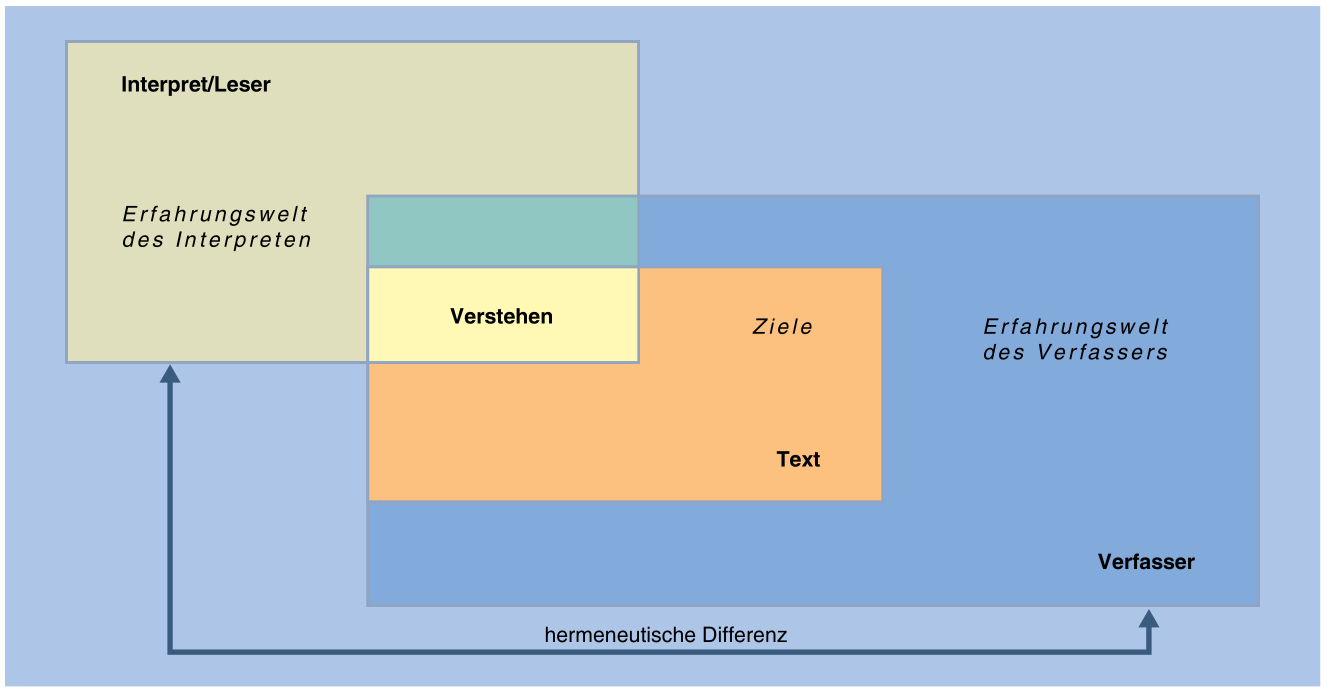 Interpret/Leser
Erfahrungswelt
des Interpreten
Verstehen
Ziele
Erfahrungswelt
des Verfassers
Text
Verfasser
hermeneutische Differenz